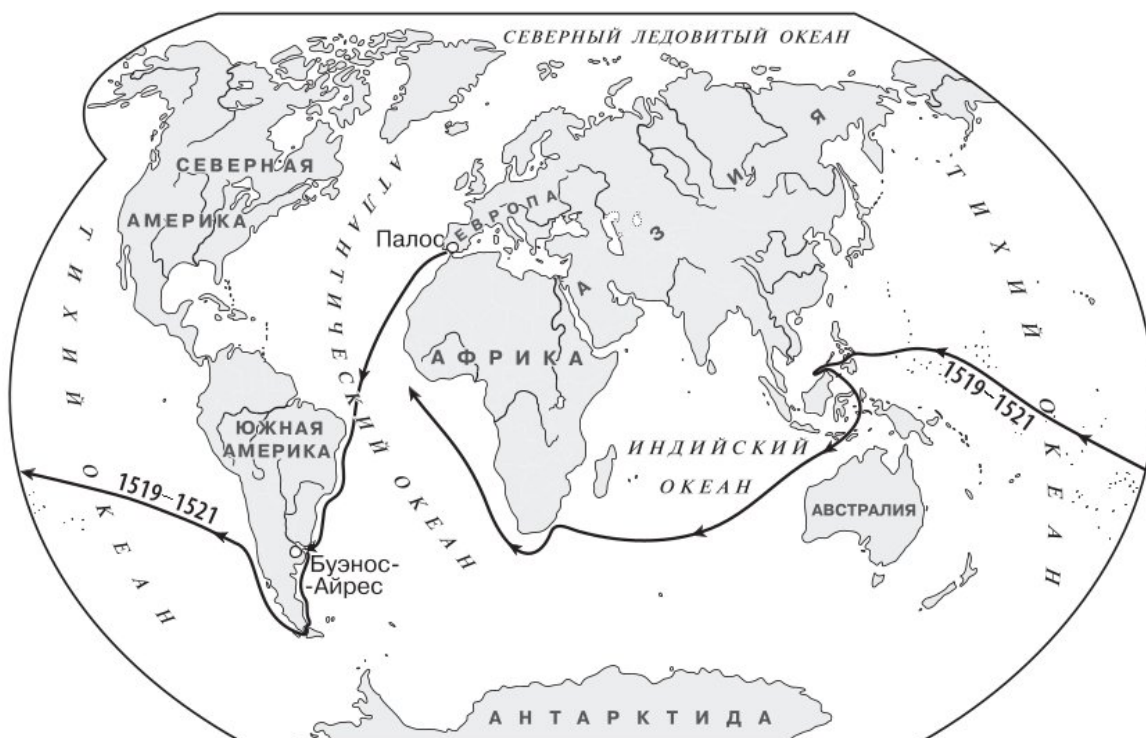 СЕВЕРНЫЙ ЛЕДОВИТЫЙ ОКЕАН
СЕВЕРНАЯ
АМЕРИКА
АТЛАНТИЧЕСКИЙ ОКЕАН
Палос
ЕВРОПА
АЗИЯ
ТИХИЙ ОКЕАН
ТИХИЙ ОКЕАН
АФРИКА
1519–1521
ЮЖНАЯ
АМЕРИКА
ИНДИЙСКИЙ
ОКЕАН
1519–1521
АВСТРАЛИЯ
Буэнос-
-Айрес
АНТАРКТИДА